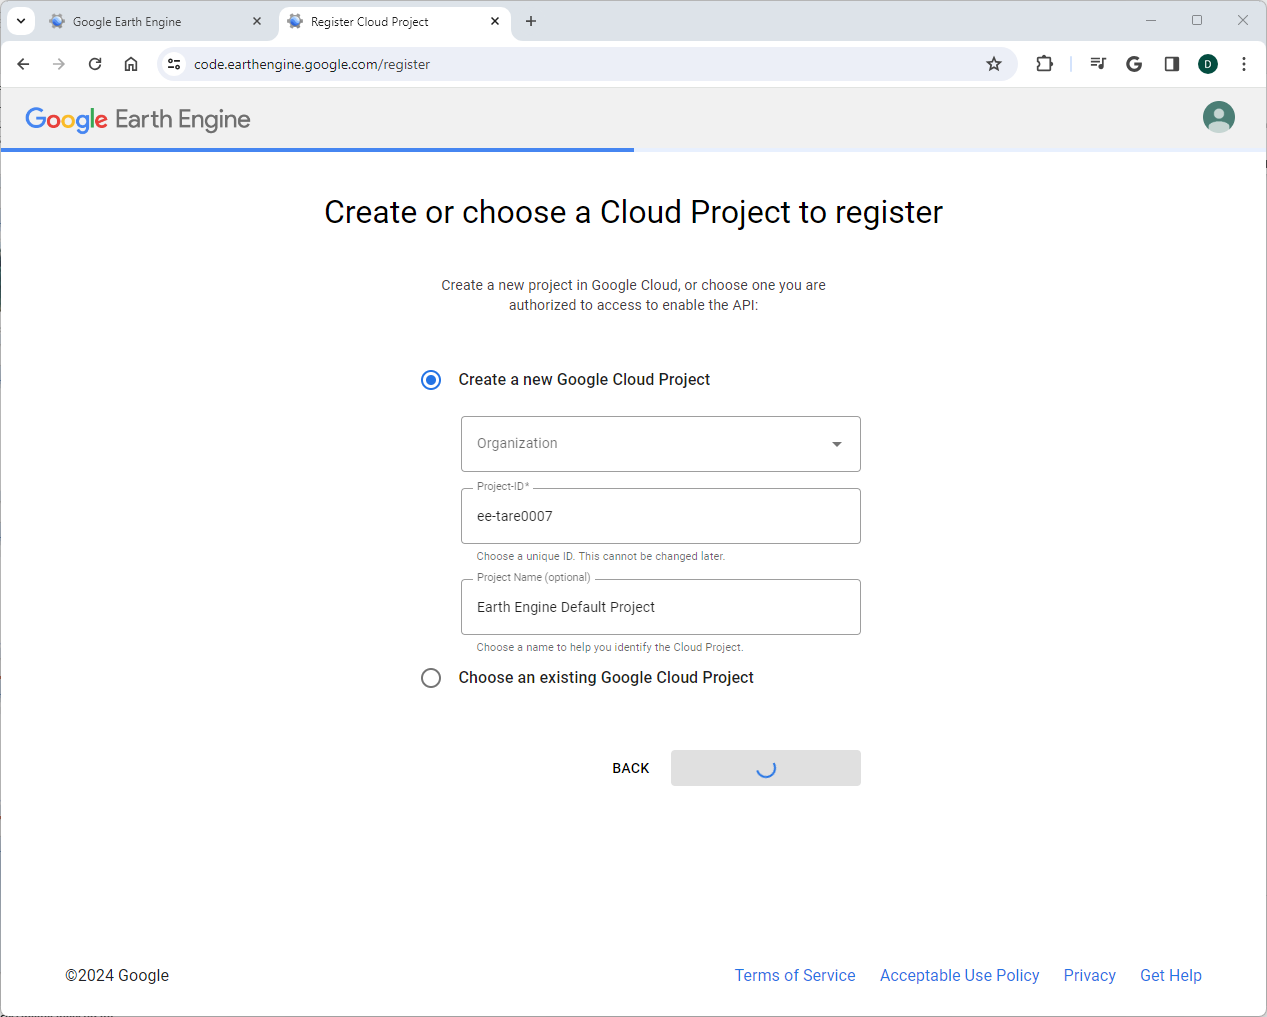 Google Earth Engine
Register Cloud Project
code.earthengine.google.com/register
D
Google Earth Engine
Create or choose a Cloud Project to register
Create a new project in Google Cloud, or choose one you are
authorized to access to enable the API:
Create a new Google Cloud Project
Organization
Project-ID*
ee-tare0007
Choose a unique ID. This cannot be changed later.
Project Name (optional)
Earth Engine Default Project
Choose a name to help you identify the Cloud Project.
Choose an existing Google Cloud Project
BACK
©2024 Google
Terms of Service
Acceptable Use Policy
Privacy
Get Help